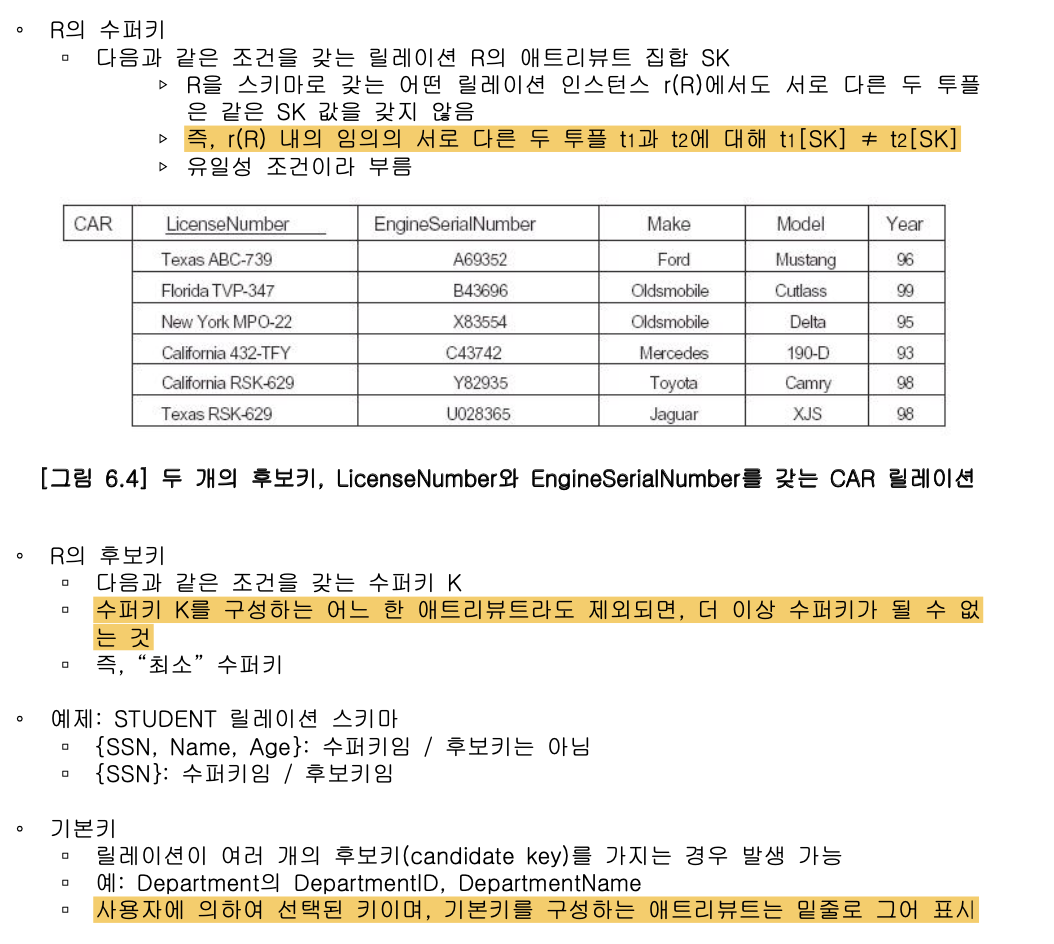 ◦ R의 수퍼키
▫ 다음과 같은 조건을 갖는 릴레이션 R의 애트리뷰트 집합 SK
▹ R을 스키마로 갖는 어떤 릴레이션 인스턴스 r(R)에서도 서로 다른 두 투플
은 같은 SK 값을 갖지 않음
▹ 즉, r(R) 내의 임의의 서로 다른 두 투플 t1과 t2에 대해 t1[SK] ≠ t2[SK]
▹ 유일성 조건이라 부름
CAR LicenseNumber EngineSerialNumber Make Model Year
Texas ABC-739 A69352 Ford Mustang 96
Florida TVP-347 B43696 Oldsmobile Cutlass 99
New York MPO-22 X83554 Oldsmobile Delta 95
California 432-TFY C43742 Mercedes 190-D 93
California RSK-629 Y82935 Toyota Camry 98
Texas RSK-629 U028365 Jaguar XJS 98
[그림 6.4] 두 개의 후보키, LicenseNumber와 EngineSerialNumber를 갖는 CAR 릴레이션
◦ R의 후보키
▫ 다음과 같은 조건을 갖는 수퍼키 K
▫ 수퍼키 K를 구성하는 어느 한 애트리뷰트라도 제외되면, 더 이상 수퍼키가 될 수 없
는 것
▫ 즉, “최소” 수퍼키
◦ 예제: STUDENT 릴레이션 스키마
▫ {SSN, Name, Age}: 수퍼키임 / 후보키는 아님
▫ {SSN}: 수퍼키임 / 후보키임
◦ 기본키
▫ 릴레이션이 여러 개의 후보키(candidate key)를 가지는 경우 발생 가능
▫ 예: Department의 DepartmentID, DepartmentName
▫ 사용자에 의하여 선택된 키이며, 기본키를 구성하는 애트리뷰트는 밑줄로 그어 표시